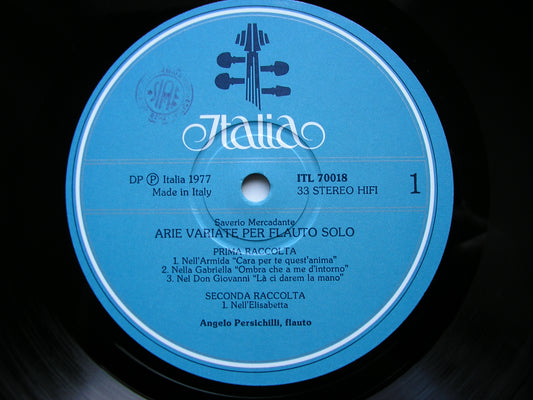 SIAE
Italia
DP Ⓟ Italia 1977
Made in Italy
ITL 70018
33 STEREO HIFI
1
Saverio Mercadante
ARIE VARIATE PER FLAUTO SOLO
PRIMA RACCOLTA
1. Nell'Armida "Cara per te quest'anima"
2. Nella Gabriella "Ombra che a me d'intorno"
3. Nel Don Giovanni "Là ci darem la mano"
SECONDA RACCOLTA
1. Nell'Elisabetta
Angelo Persichilli, flauto